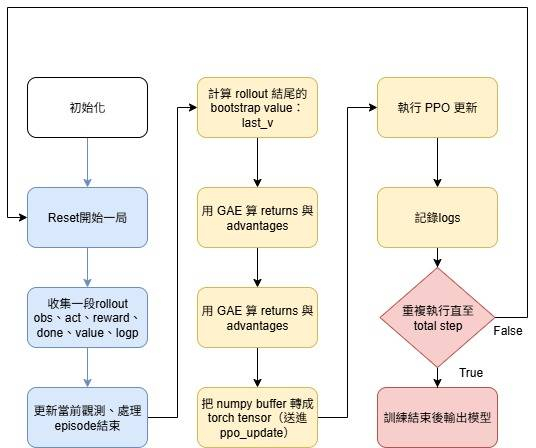 初始化
Reset開始一局
收集一段rollout
obs、act、reward、
done、value、logp
更新當前觀測、處理
episode結束
計算 rollout 結尾的
bootstrap value：
last_v
用 GAE 算 returns 與
advantages
用 GAE 算 returns 與
advantages
把 numpy buffer 轉成
torch tensor（送進
ppo_update）
執行 PPO 更新
記錄logs
重複執行直至
total step
False
True
訓練結束後輸出模型